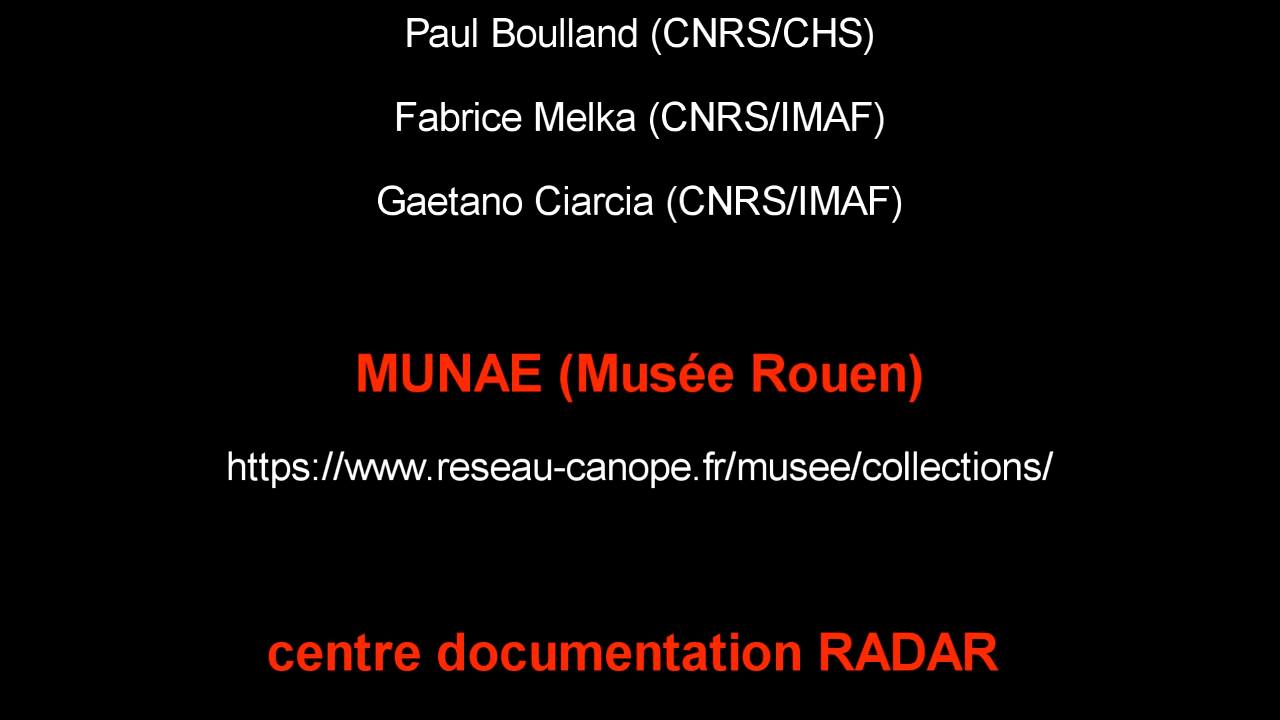 Paul Boulland (CNRS/CHS)
Fabrice Melka (CNRS/IMAF)
Gaetano Ciarcia (CNRS/IMAF)
MUNAE (Musée Rouen)
https://www.reseau-canope.fr/musee/collections/
centre documentation RADAR